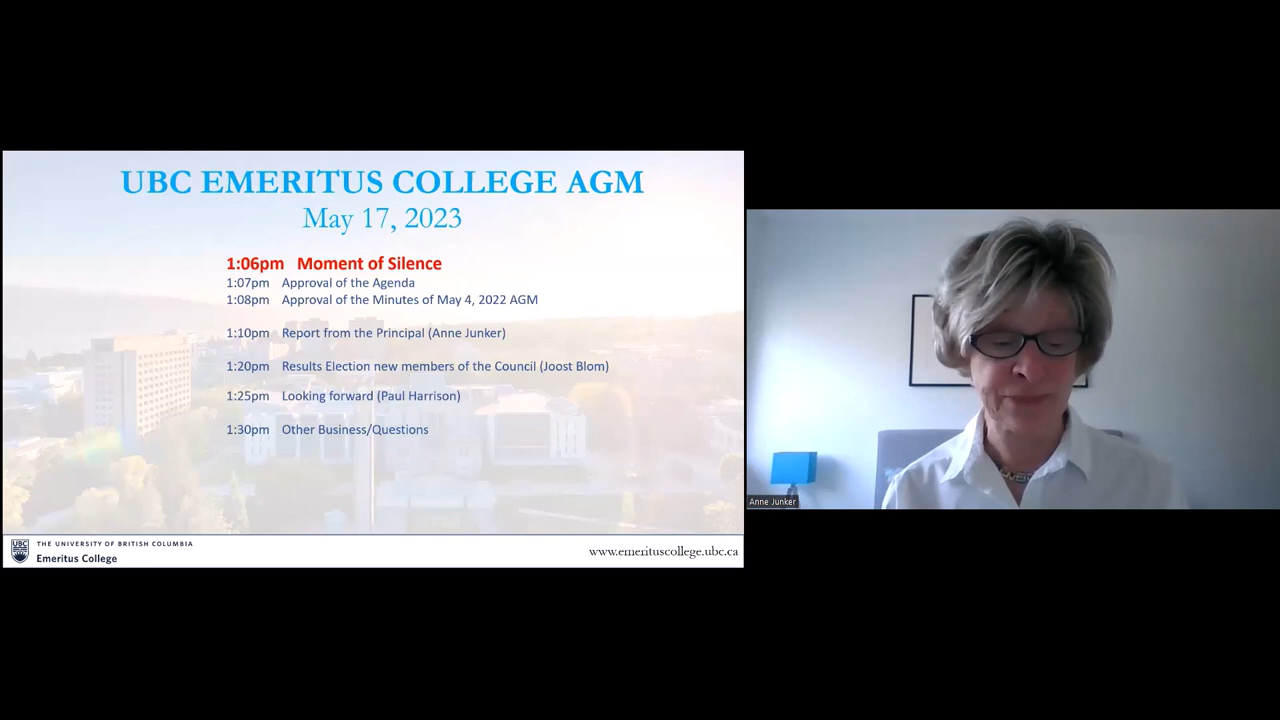 UBC EMERITUS COLLEGE AGM
May 17, 2023
1:06pm Moment of Silence
1:07pm Approval of the Agenda
1:08pm Approval of the Minutes of May 4, 2022 AGM
1:10pm Report from the Principal (Anne Junker)
1:20pm Results Election new members of the Council (Joost Blom)
1:25pm Looking forward (Paul Harrison)
1:30pm Other Business/Questions
UBC
THE UNIVERSITY OF BRITISH COLUMBIA
Emeritus College
www.emerituscollege.ubc.ca
Anne Junker